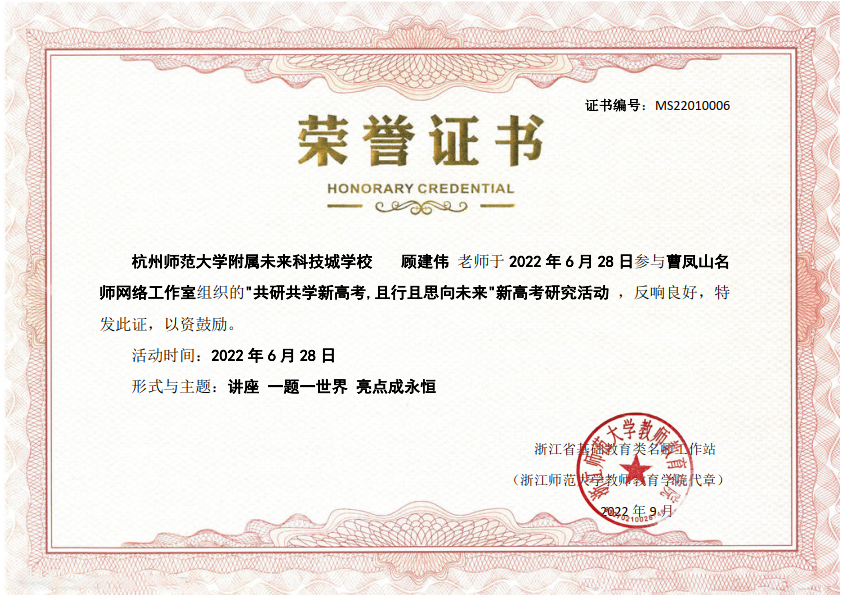 证书编号：MS22010006
荣誉证书
HONORARY CREDENTIAL
杭州师范大学附属未来科技城学校 顾建伟 老师于 2022 年 6 月 28 日参与曹凤山名
师网络工作室组织的"共研共学新高考,且行且思向未来"新高考研究活动 ，反响良好，特
发此证，以资鼓励。
活动时间：2022 年 6 月 28 日
形式与主题：讲座 一题一世界 亮点成永恒
浙江省基础教育类名师工作站
（浙江师范大学教师教育学院代章）
2022 年 9 月
浙江师范大学教师教育学院